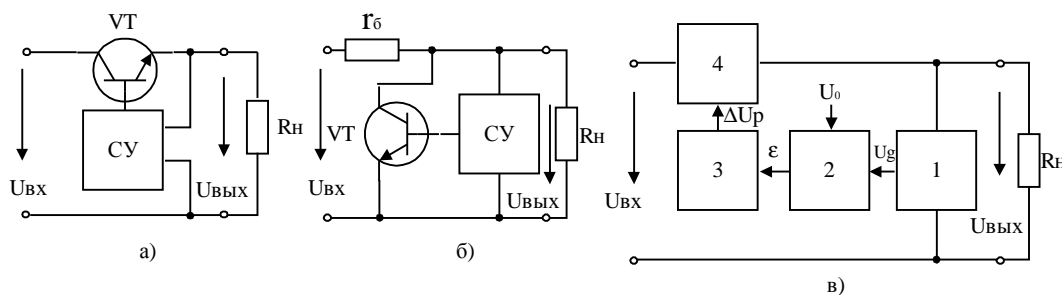 VT
СУ
Rн
Uвх
Uвых
а)
rб
VT
СУ
Rн
Uвх
Uвых
б)
4
U0
ΔUр
ε
Ug
3
2
1
Rн
Uвх
Uвых
в)